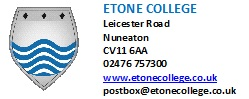 ETONE COLLEGE
Leicester Road
Nuneaton
CV11 6AA
02476 757300
www.etonecollege.co.uk
postbox@etonecollege.co.uk